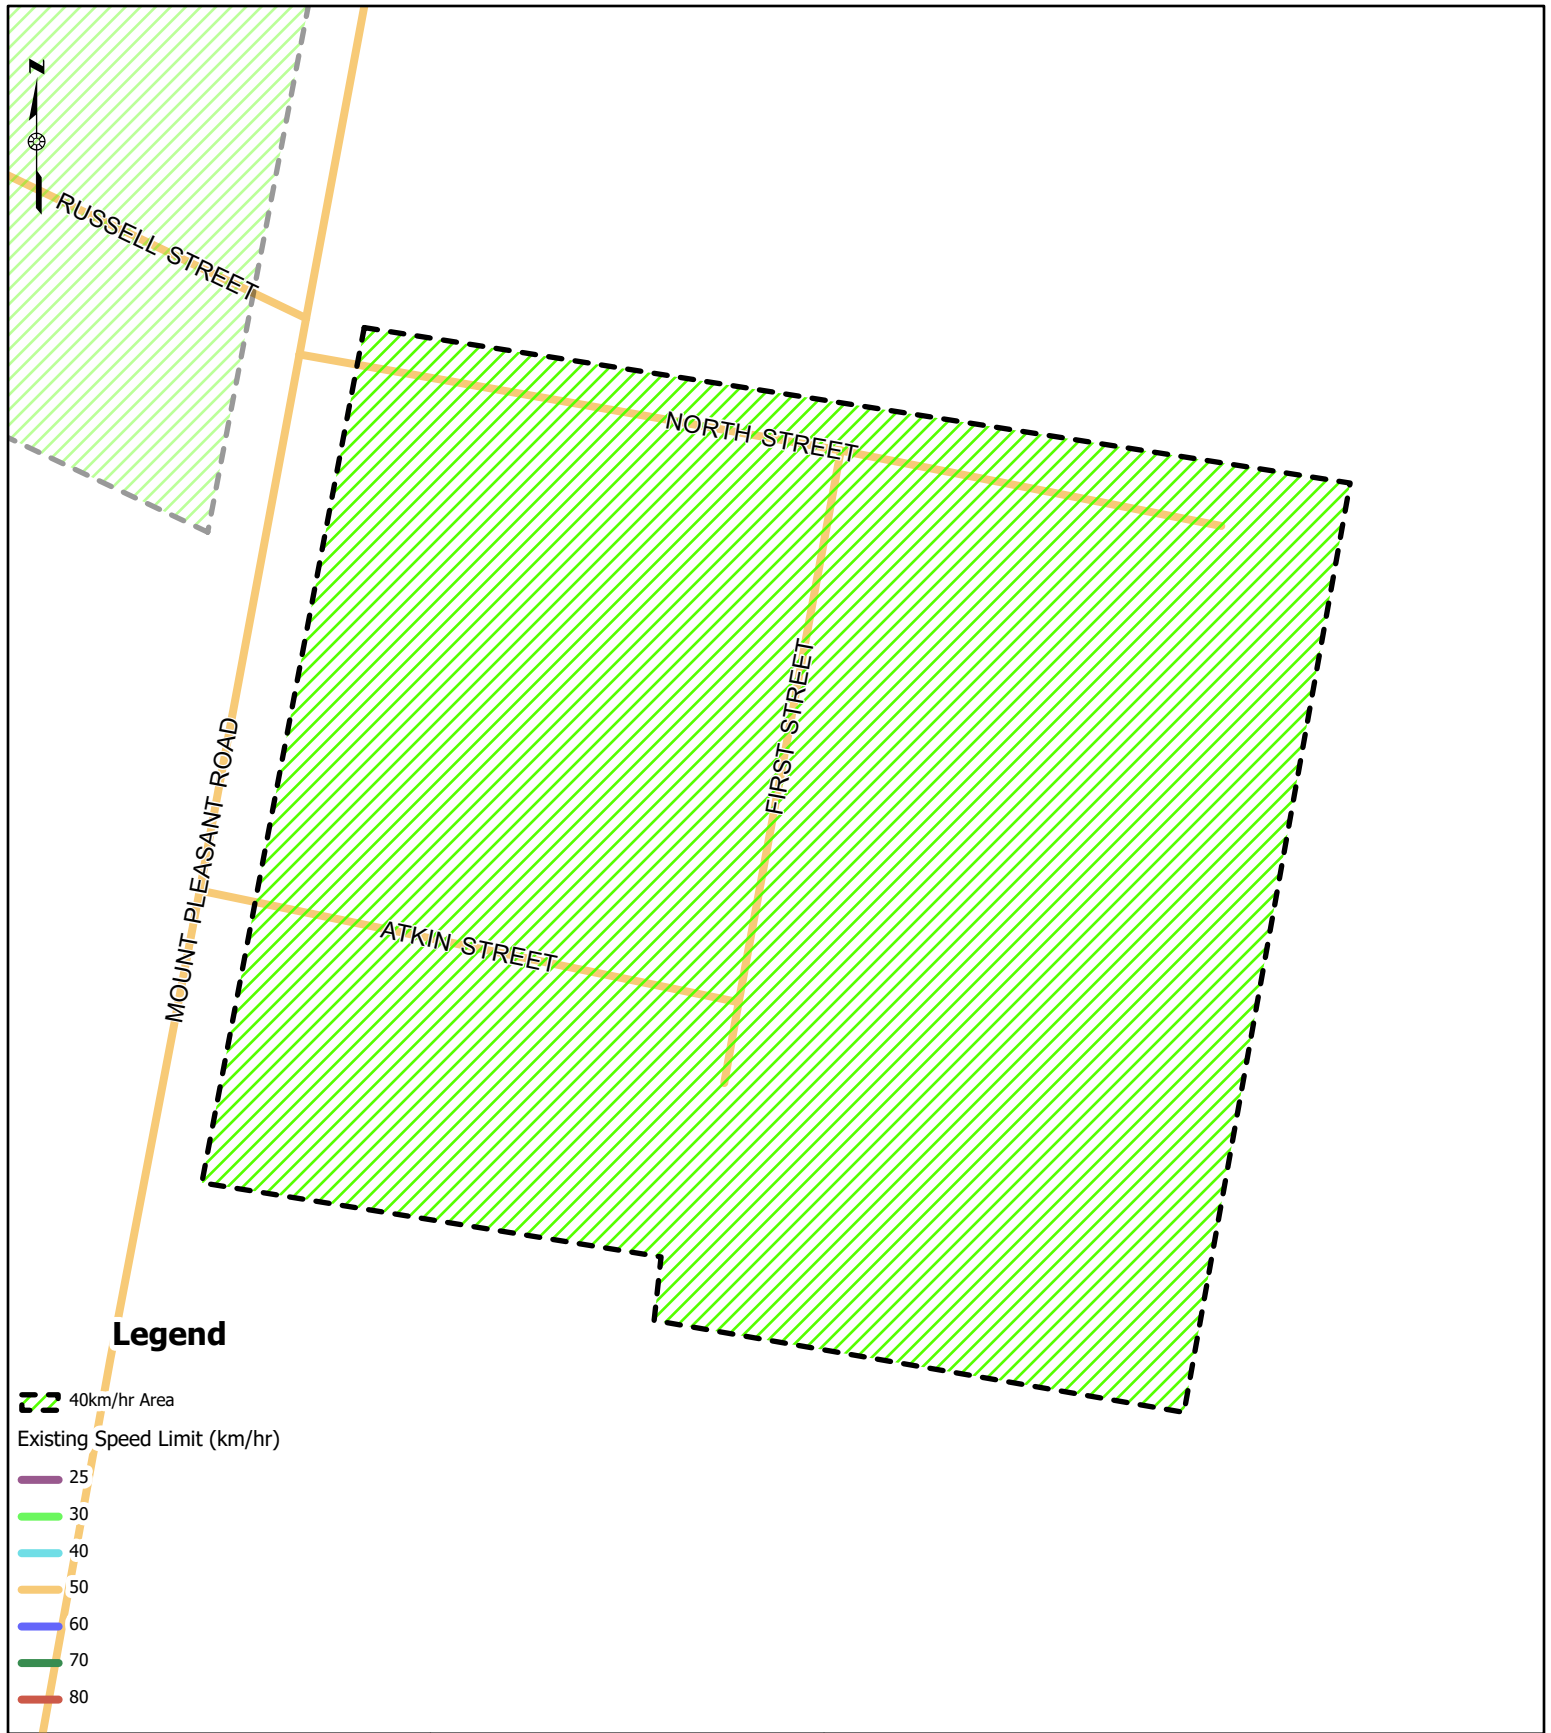 N
RUSSELL STREET
NORTH STREET
FIRST STREET
MOUNT PLEASANT ROAD
ATKIN STREET
Legend
40km/hr Area
Existing Speed Limit (km/hr)
25
30
40
50
60
70
80